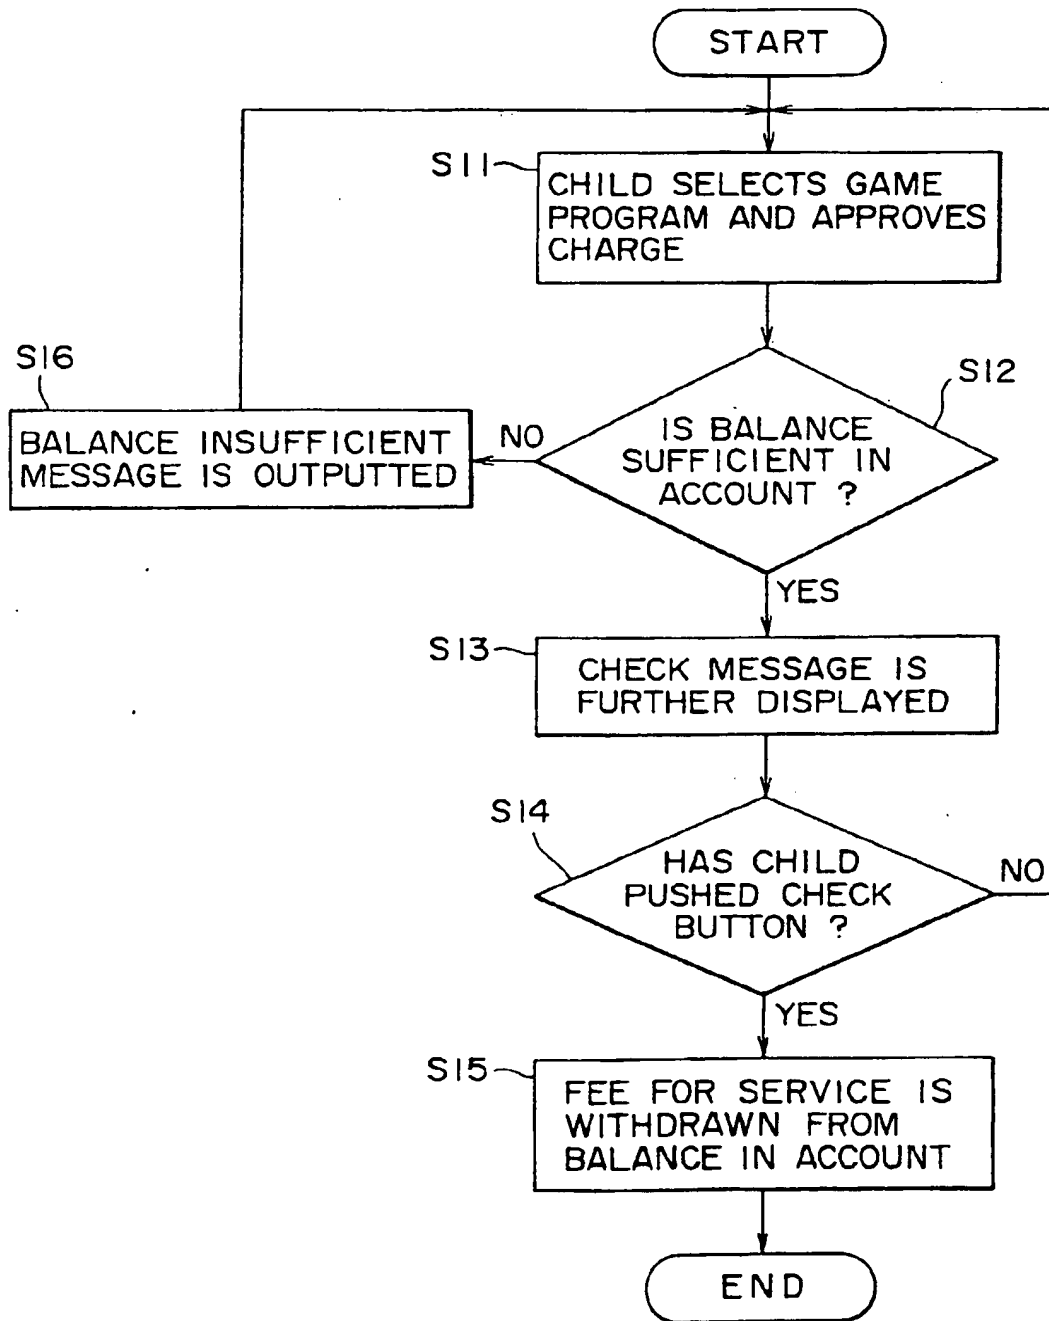 START
S11
CHILD SELECTS GAME
PROGRAM AND APPROVES
CHARGE
S16
S12
BALANCE INSUFFICIENT
MESSAGE IS OUTPUTTED
NO
IS BALANCE
SUFFICIENT IN
ACCOUNT ?
YES
S13
CHECK MESSAGE IS
FURTHER DISPLAYED
S14
HAS CHILD
PUSHED CHECK
BUTTON ?
NO
YES
S15
FEE FOR SERVICE IS
WITHDRAWN FROM
BALANCE IN ACCOUNT
END